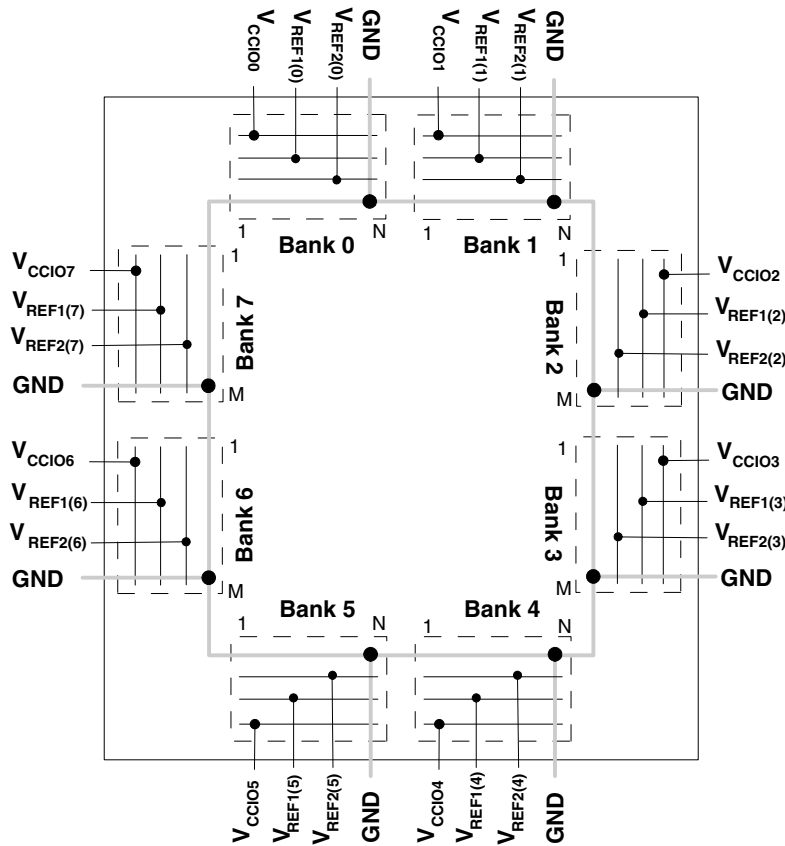 VCCIO0
VREF1(0)
VREF2(0)
GND
VCCIO1
VREF1(1)
VREF2(1)
GND
1
Bank 0
N
1
Bank 1
N
VCCIO7
VREF1(7)
VREF2(7)
GND
1
Bank 7
M
1
Bank 2
M
VCCIO2
VREF1(2)
VREF2(2)
GND
VCCIO6
VREF1(6)
VREF2(6)
GND
1
Bank 6
M
1
Bank 3
M
VCCIO3
VREF1(3)
VREF2(3)
GND
1
Bank 5
N
1
Bank 4
N
VCCIO5
VREF1(5)
VREF2(5)
GND
VCCIO4
VREF1(4)
VREF2(4)
GND